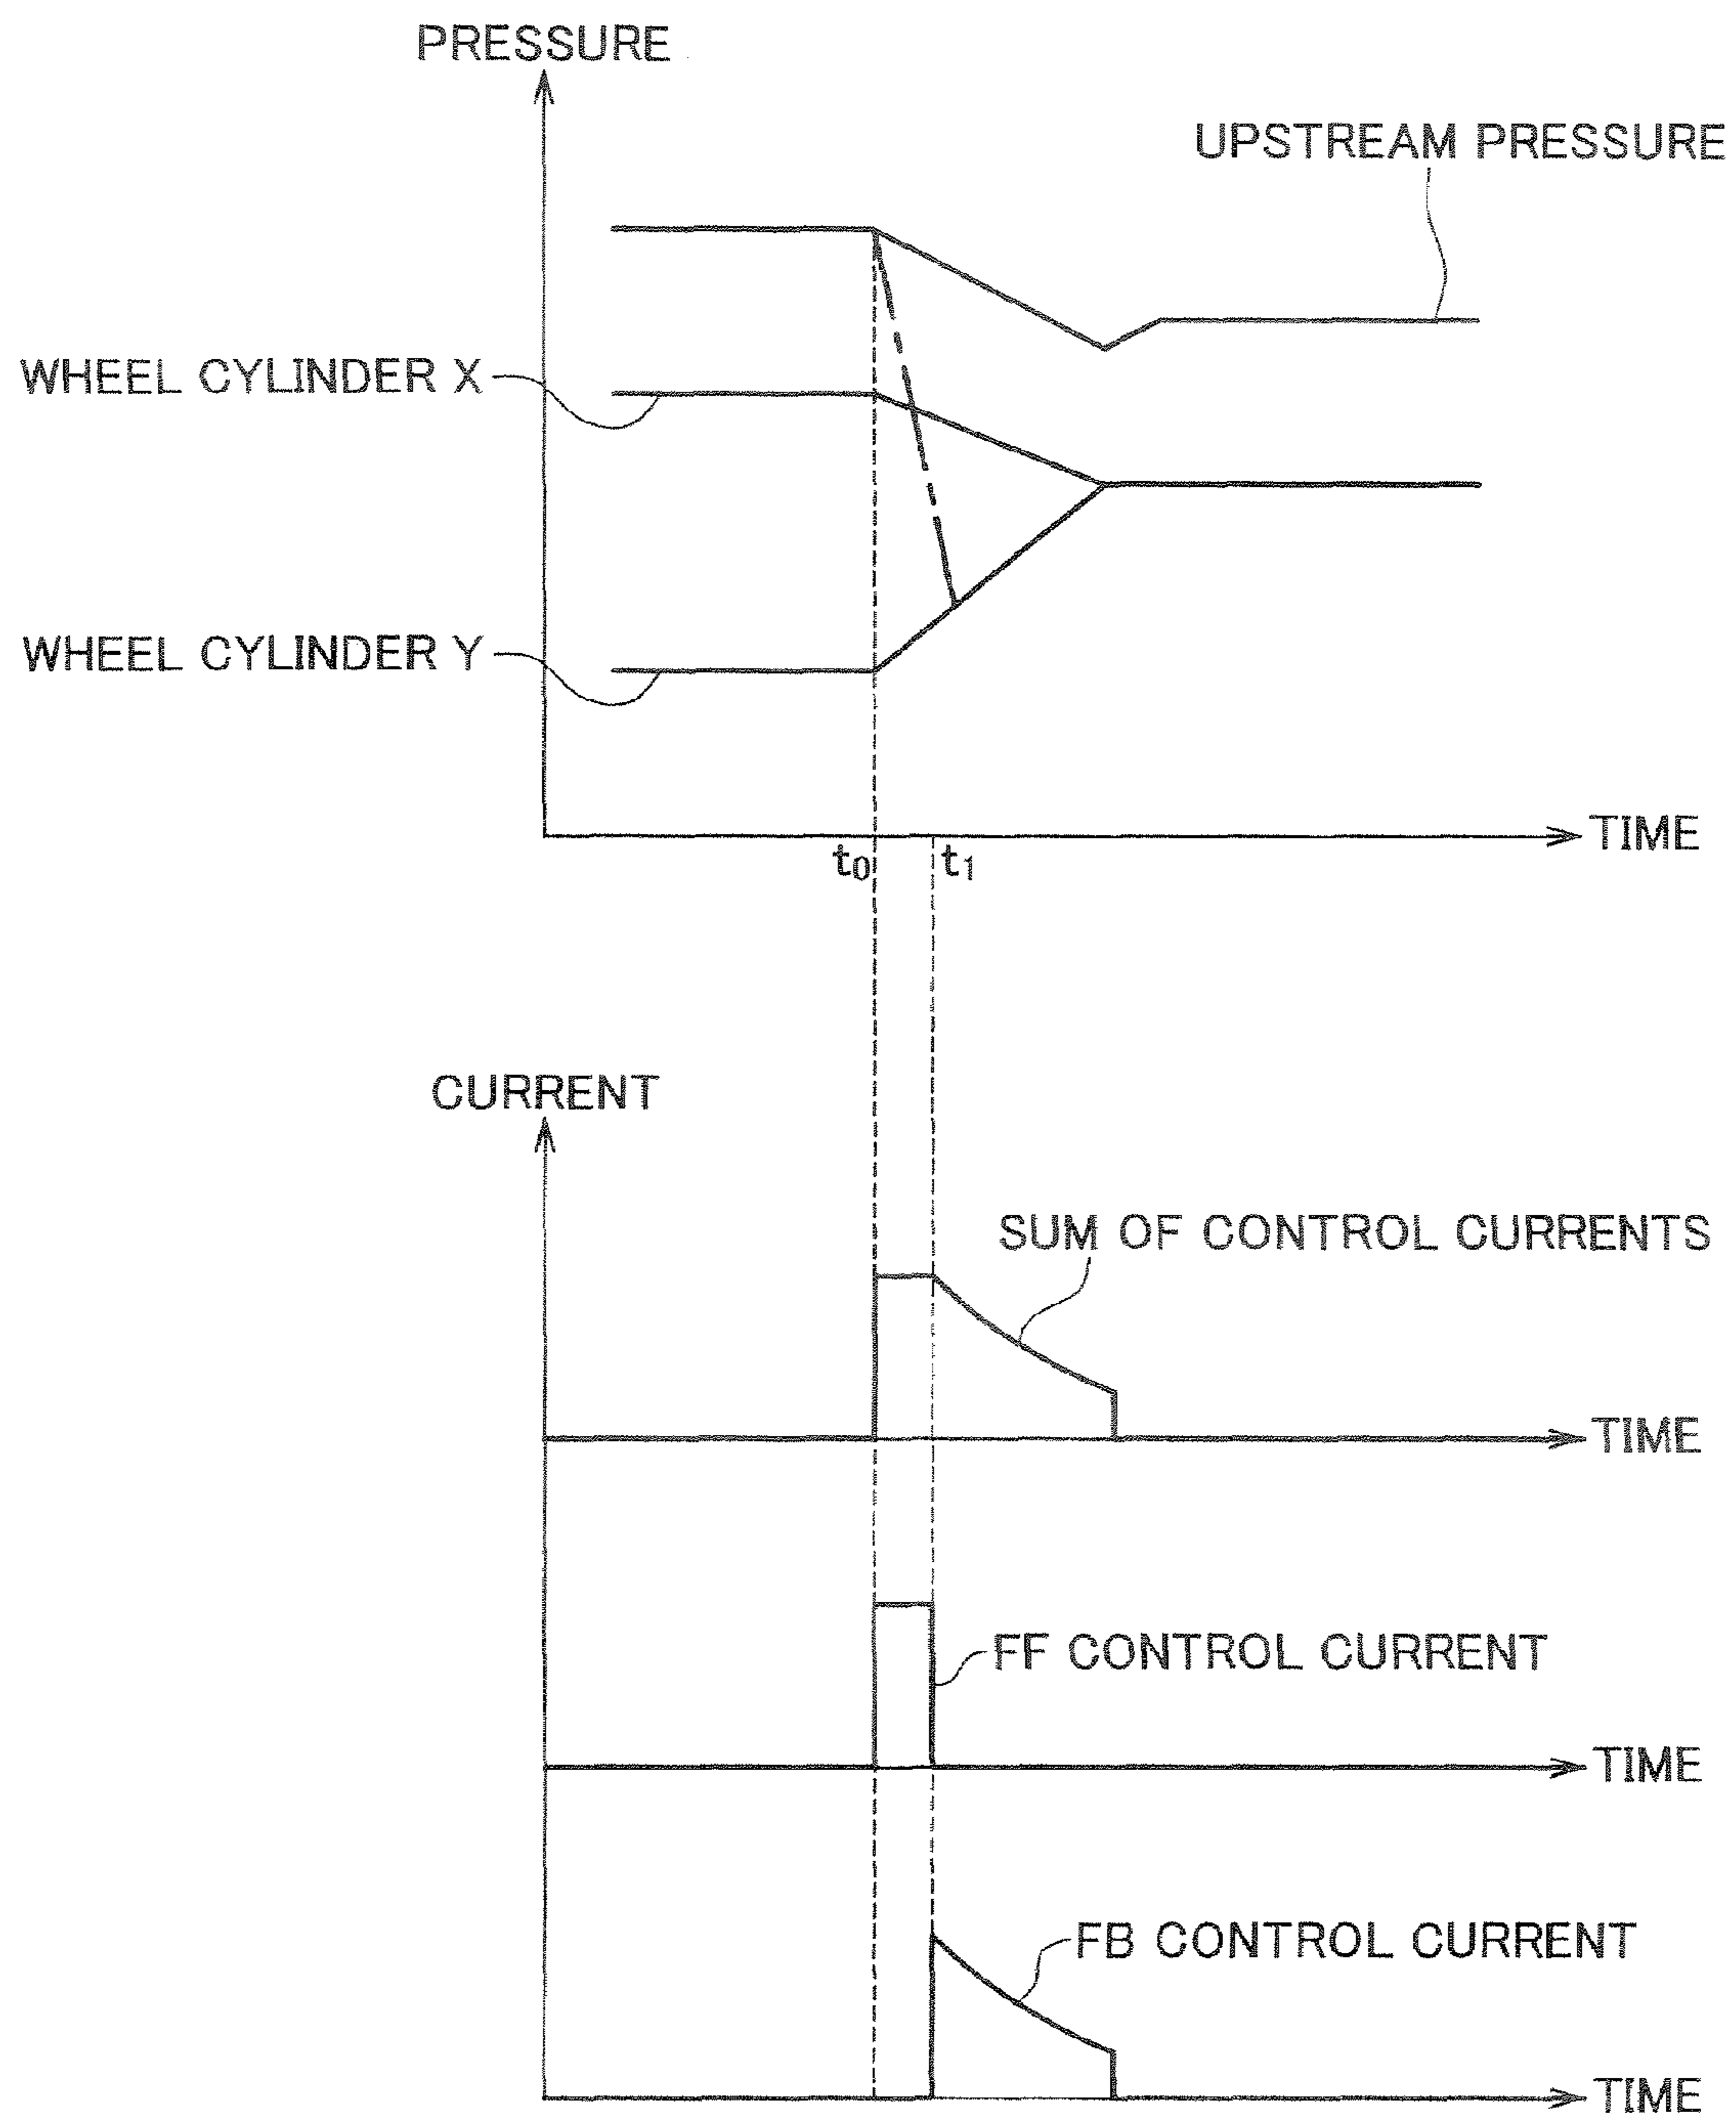 PRESSURE
UPSTREAM PRESSURE
WHEEL CYLINDER X
WHEEL CYLINDER Y
TIME
t0
t1
CURRENT
SUM OF CONTROL CURRENTS
TIME
FF CONTROL CURRENT
TIME
FB CONTROL CURRENT
TIME